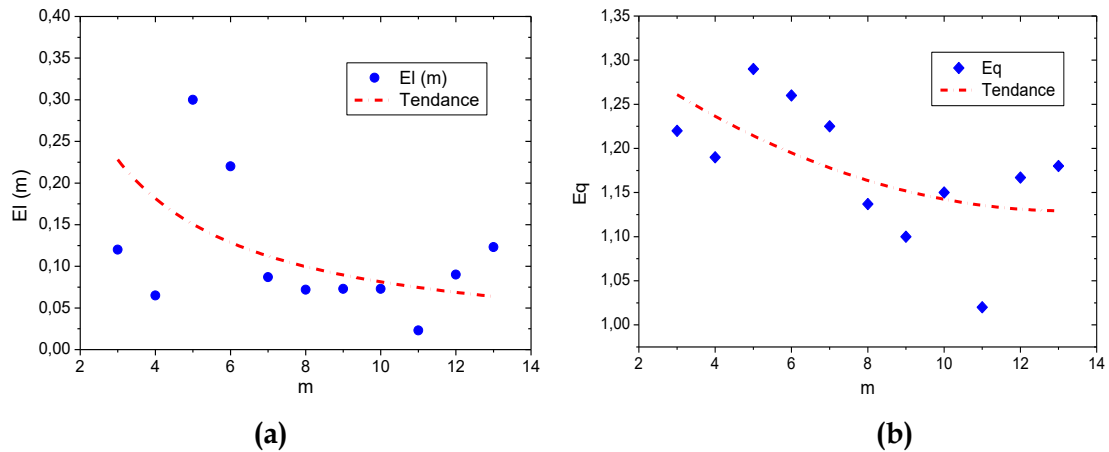 0,40
0,35
0,30
0,25
0,20
0,15
0,10
0,05
0,00
El (m)
El (m)
Tendance
2 4 6 8 10 12 14
m
(a)
1,35
1,30
1,25
1,20
1,15
1,10
1,05
1,00
Eq
Eq
Tendance
2 4 6 8 10 12 14
m
(b)